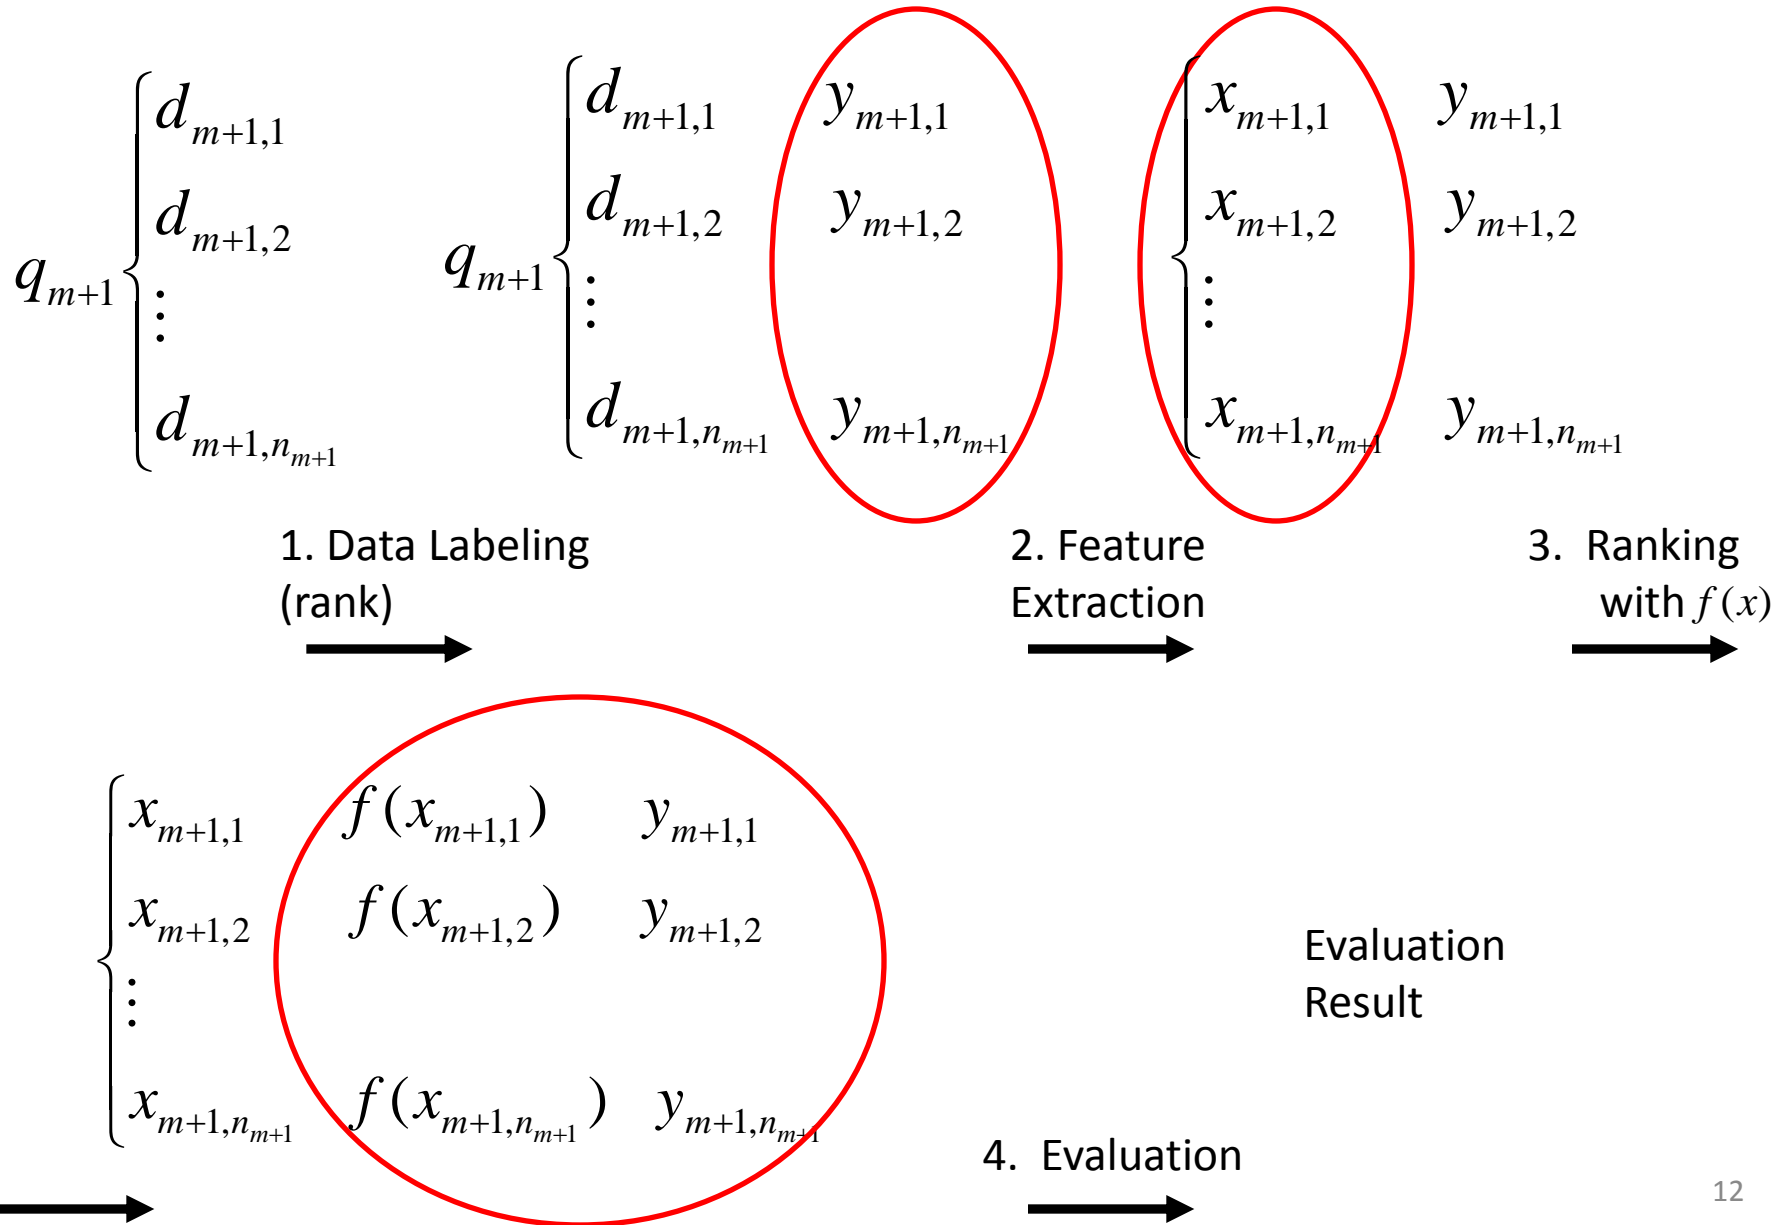 q_{m+1} { d_{m+1,1}
d_{m+1,2}
⋮
d_{m+1,n_{m+1}}
q_{m+1} { d_{m+1,1} y_{m+1,1}
d_{m+1,2} y_{m+1,2}
⋮
d_{m+1,n_{m+1}} y_{m+1,n_{m+1}}
{ x_{m+1,1} y_{m+1,1}
x_{m+1,2} y_{m+1,2}
⋮
x_{m+1,n_{m+1}} y_{m+1,n_{m+1}}
1. Data Labeling
(rank)
2. Feature
Extraction
3. Ranking
with f(x)
{ x_{m+1,1} f(x_{m+1,1}) y_{m+1,1}
x_{m+1,2} f(x_{m+1,2}) y_{m+1,2}
⋮
x_{m+1,n_{m+1}} f(x_{m+1,n_{m+1}}) y_{m+1,n_{m+1}}
4. Evaluation
Evaluation
Result
12